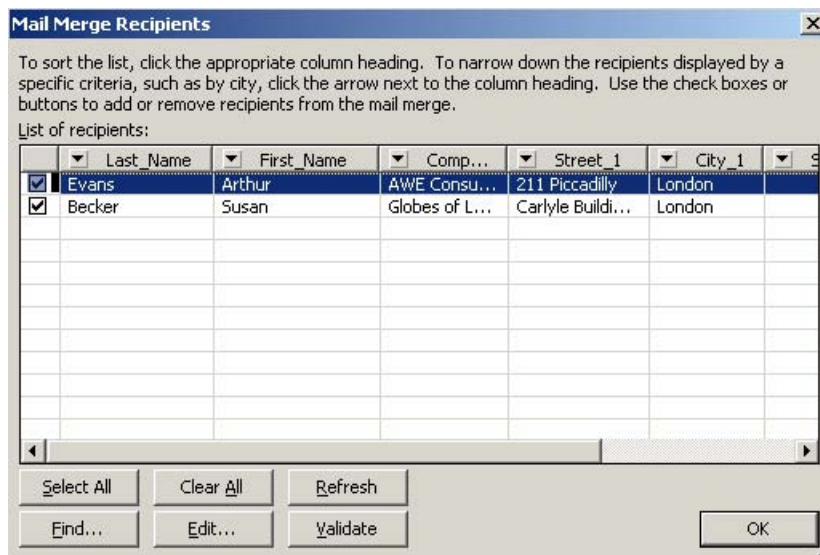 Mail Merge Recipients
To sort the list, click the appropriate column heading. To narrow down the recipients displayed by a
specific criteria, such as by city, click the arrow next to the column heading. Use the check boxes or
buttons to add or remove recipients from the mail merge.
List of recipients:
Last_Name First_Name Comp... Street_1 City_1 S
Evans Arthur AWE Consu... 211 Piccadilly London
Becker Susan Globes of L... Carlyle Buildi... London
Select All Clear All Refresh
Find... Edit... Validate OK